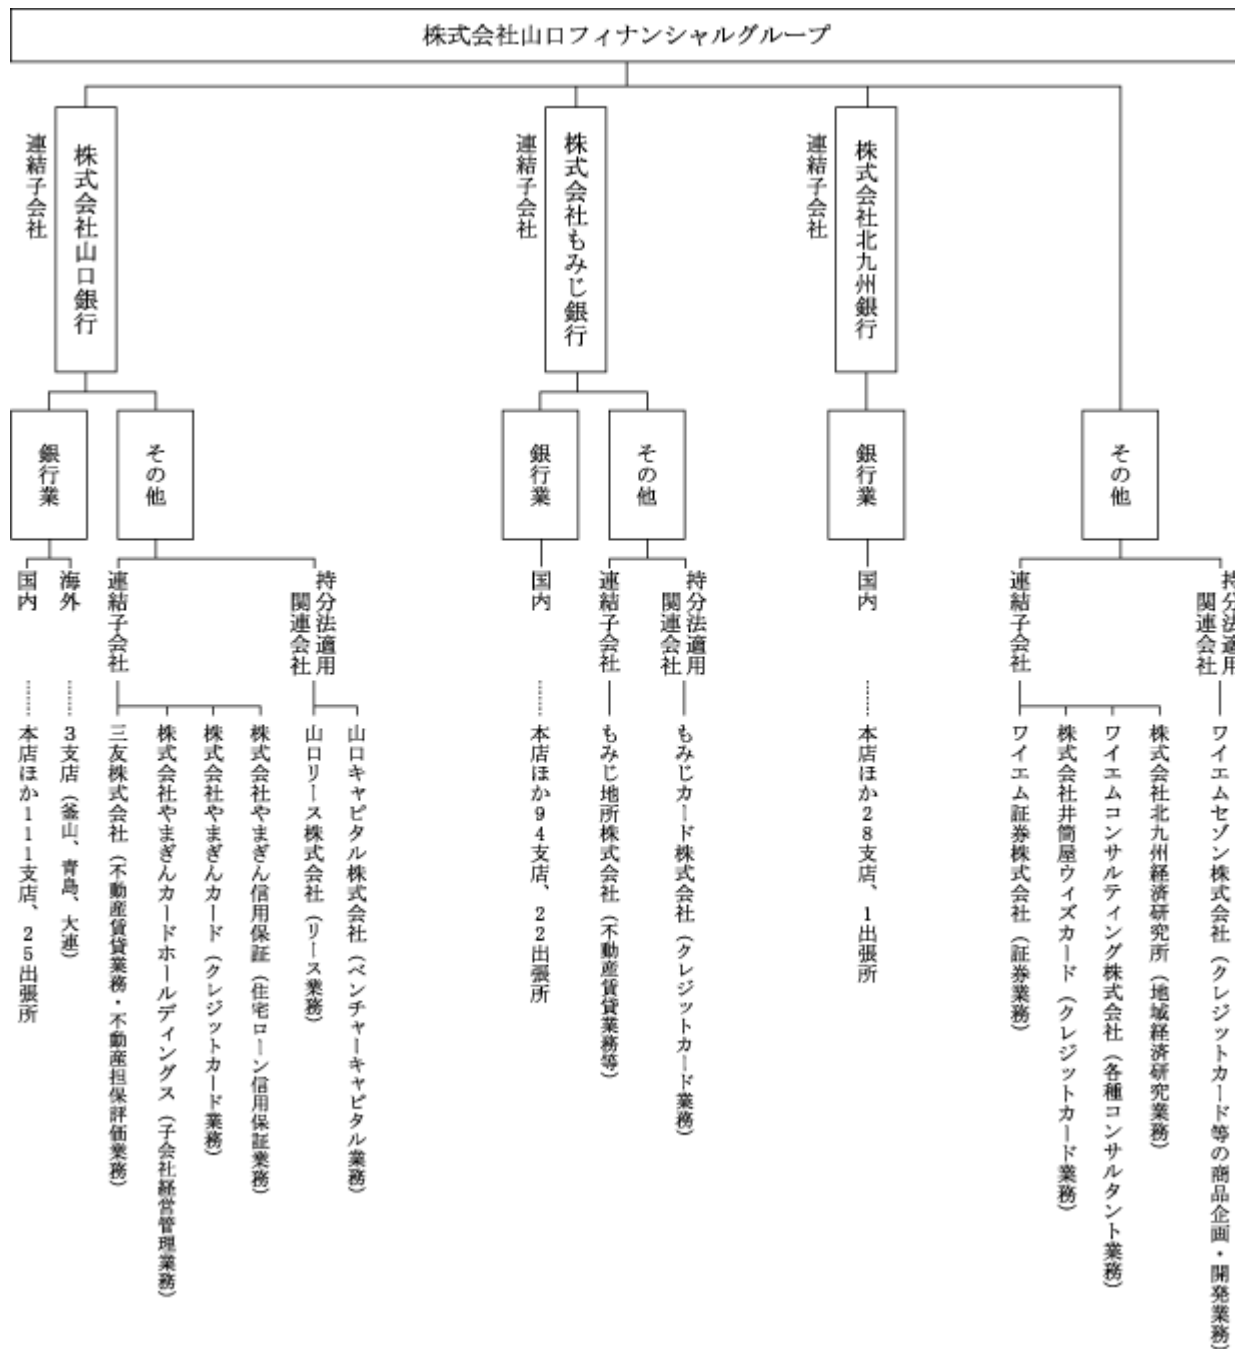 株式会社山口フィナンシャルグループ
連結子会社
株式会社山口銀行
銀行業
国内
……本店ほか111支店、25出張所
海外
……3支店（釜山、青島、大連）
その他
連結子会社
三友株式会社（不動産賃貸業務・不動産担保評価業務）
株式会社やまぎんカードホールディングス（子会社経営管理業務）
株式会社やまぎんカード（クレジットカード業務）
株式会社やまぎん信用保証（住宅ローン信用保証業務）
持分法適用
関連会社
山口リース株式会社（リース業務）
山口キャピタル株式会社（ベンチャーキャピタル業務）
連結子会社
株式会社もみじ銀行
銀行業
国内
……本店ほか94支店、22出張所
その他
連結子会社
もみじ地所株式会社（不動産賃貸業務等）
持分法適用
関連会社
もみじカード株式会社（クレジットカード業務）
連結子会社
株式会社北九州銀行
銀行業
国内
……本店ほか28支店、1出張所
その他
連結子会社
ワイエム証券株式会社（証券業務）
株式会社井筒屋ウィズカード（クレジットカード業務）
ワイエムコンサルティング株式会社（各種コンサルタント業務）
株式会社北九州経済研究所（地域経済研究業務）
持分法適用
関連会社
ワイエムセゾン株式会社（クレジットカード等の商品企画・開発業務）